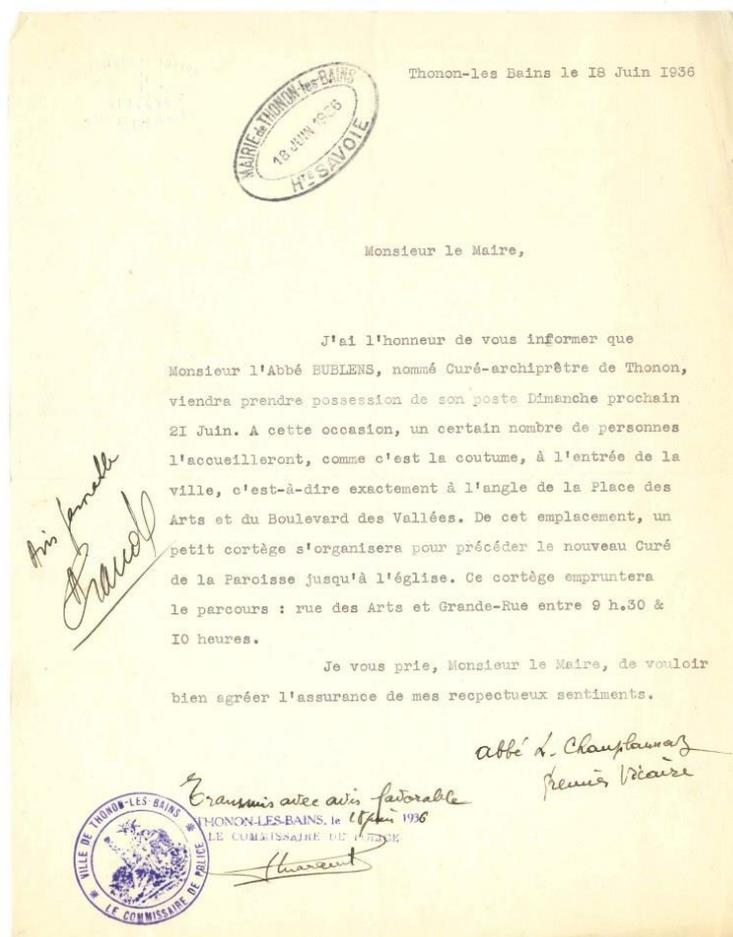 Thonon-les Bains le I8 Juin I936
MAIRIE de THONON-les-BAINS
18 JUIN 1936
Hte SAVOIE
Monsieur le Maire,
J'ai l'honneur de vous informer que
Monsieur l'Abbé BUBLENS, nommé Curé-archiprêtre de Thonon,
viendra prendre possession de son poste Dimanche prochain
2I Juin. A cette occasion, un certain nombre de personnes
l'accueilleront, comme c'est la coutume, à l'entrée de la
ville, c'est-à-dire exactement à l'angle de la Place des
Arts et du Boulevard des Vallées. De cet emplacement, un
petit cortège s'organisera pour précéder le nouveau Curé
de la Paroisse jusqu'à l'église. Ce cortège empruntera
le parcours : rue des Arts et Grande-Rue entre 9 h.30 &
IO heures.
Je vous prie, Monsieur le Maire, de vouloir
bien agréer l'assurance de mes recpectueux sentiments.
Avis favorable
abbé L. Chauplannaz
premier Vicaire
Transmis avec avis favorable
THONON-LES-BAINS, le 18 juin 1936
LE COMMISSAIRE DE POLICE
VILLE DE THONON-LES-BAINS
LE COMMISSAIRE DE POLICE